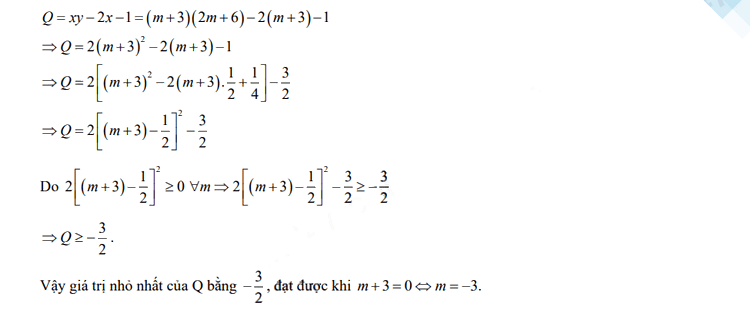 Q = xy − 2x − 1 = (m + 3)(2m + 6) − 2(m + 3) − 1
⇒ Q = 2(m + 3)² − 2(m + 3) − 1
⇒ Q = 2[(m + 3)² − 2(m + 3).1/2 + 1/4] − 3/2
⇒ Q = 2[(m + 3) − 1/2]² − 3/2
Do 2[(m + 3) − 1/2]² ≥ 0 ∀m ⇒ 2[(m + 3) − 1/2]² − 3/2 ≥ −3/2
⇒ Q ≥ −3/2.
Vậy giá trị nhỏ nhất của Q bằng −3/2, đạt được khi m + 3 = 0 ⇔ m = −3.